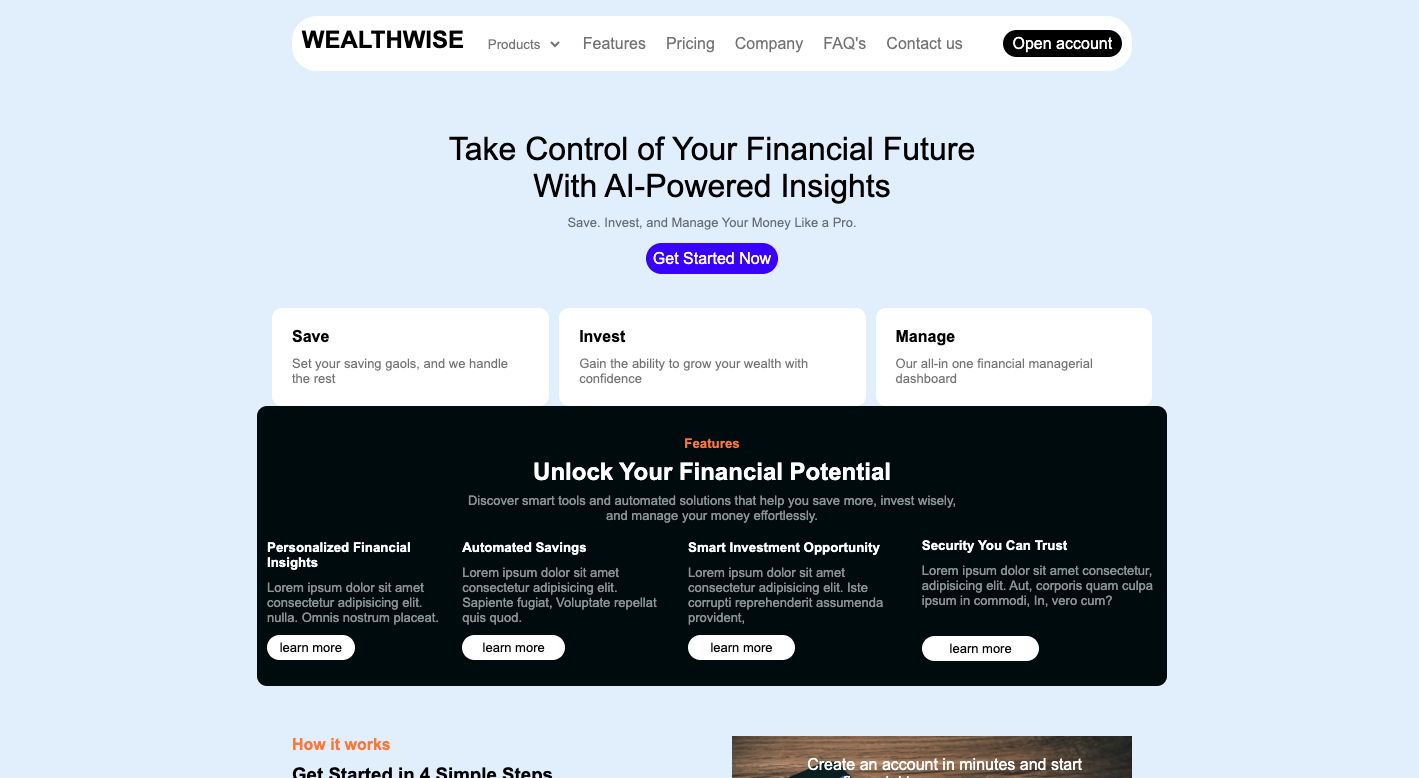 WEALTHWISE
Products
Features
Pricing
Company
FAQ's
Contact us
Open account
Take Control of Your Financial Future
With AI-Powered Insights
Save. Invest, and Manage Your Money Like a Pro.
Get Started Now
Save
Set your saving gaols, and we handle
the rest
Invest
Gain the ability to grow your wealth with
confidence
Manage
Our all-in one financial managerial
dashboard
Features
Unlock Your Financial Potential
Discover smart tools and automated solutions that help you save more, invest wisely,
and manage your money effortlessly.
Personalized Financial
Insights
Lorem ipsum dolor sit amet
consectetur adipisicing elit.
nulla. Omnis nostrum placeat.
learn more
Automated Savings
Lorem ipsum dolor sit amet
consectetur adipisicing elit.
Sapiente fugiat, Voluptate repellat
quis quod.
learn more
Smart Investment Opportunity
Lorem ipsum dolor sit amet
consectetur adipisicing elit. Iste
corrupti reprehenderit assumenda
provident,
learn more
Security You Can Trust
Lorem ipsum dolor sit amet consectetur,
adipisicing elit. Aut, corporis quam culpa
ipsum in commodi, In, vero cum?
learn more
How it works
Get Started in 4 Simple Steps
Create an account in minutes and start